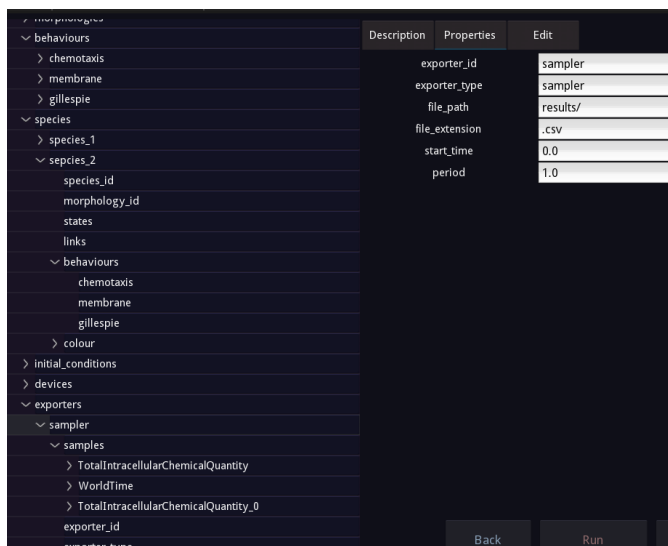 morphologies
behaviours
chemotaxis
membrane
gillespie
species
species_1
sepcies_2
species_id
morphology_id
states
links
behaviours
chemotaxis
membrane
gillespie
colour
initial_conditions
devices
exporters
sampler
samples
TotalIntracellularChemicalQuantity
WorldTime
TotalIntracellularChemicalQuantity_0
exporter_id
exporter_type
Description Properties Edit
exporter_id sampler
exporter_type sampler
file_path results/
file_extension .csv
start_time 0.0
period 1.0
Back Run